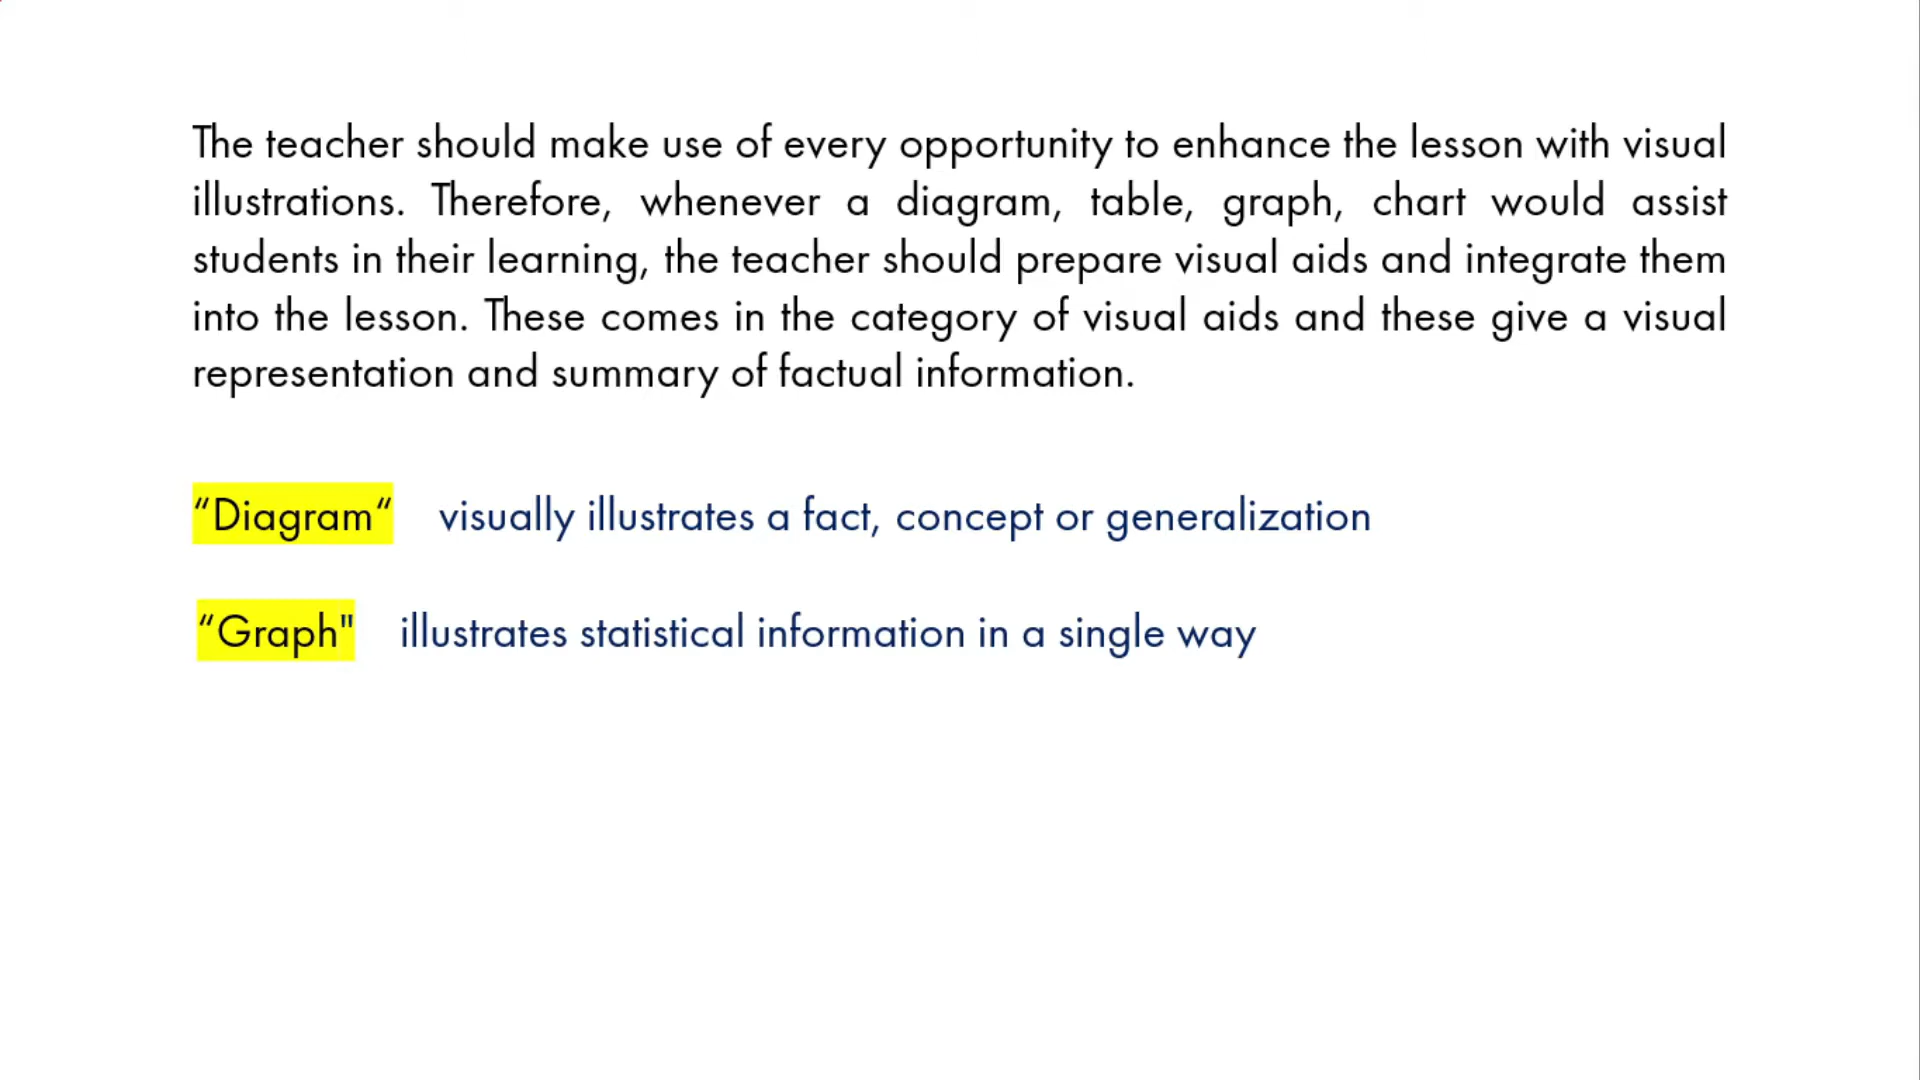 The teacher should make use of every opportunity to enhance the lesson with visual
illustrations. Therefore, whenever a diagram, table, graph, chart would assist
students in their learning, the teacher should prepare visual aids and integrate them
into the lesson. These comes in the category of visual aids and these give a visual
representation and summary of factual information.
“Diagram“ visually illustrates a fact, concept or generalization
“Graph" illustrates statistical information in a single way